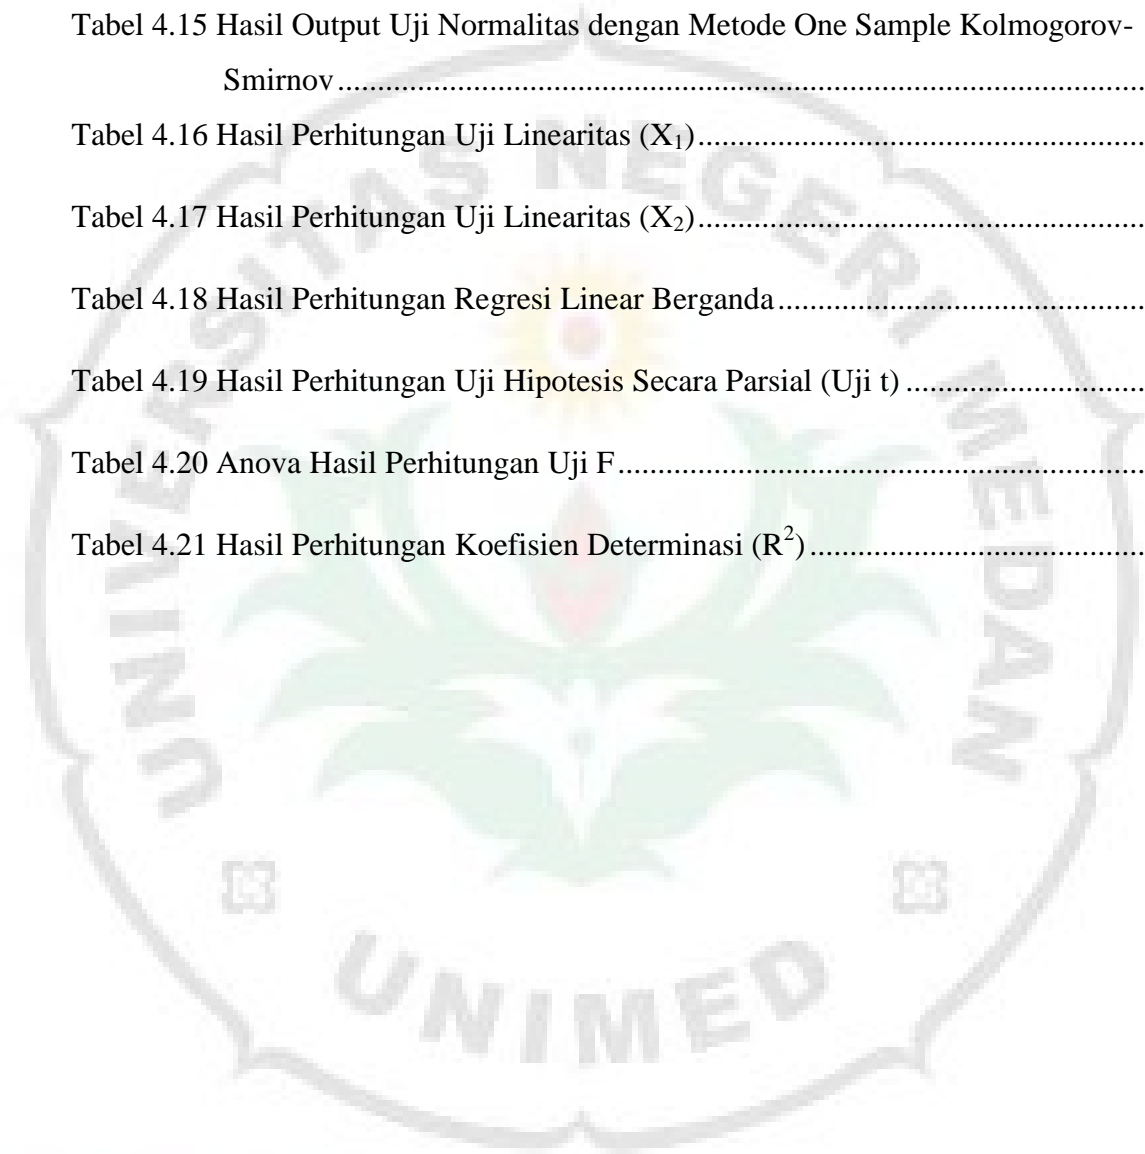 Tabel 4.15 Hasil Output Uji Normalitas dengan Metode One Sample Kolmogorov-
Smirnov........................................................................................
Tabel 4.16 Hasil Perhitungan Uji Linearitas (X₁)..................................................
Tabel 4.17 Hasil Perhitungan Uji Linearitas (X₂)..................................................
Tabel 4.18 Hasil Perhitungan Regresi Linear Berganda.........................................
Tabel 4.19 Hasil Perhitungan Uji Hipotesis Secara Parsial (Uji t) ..........................
Tabel 4.20 Anova Hasil Perhitungan Uji F...........................................................
Tabel 4.21 Hasil Perhitungan Koefisien Determinasi (R²).....................................
UNIVERSITAS NEGERI MEDAN
UNIMED